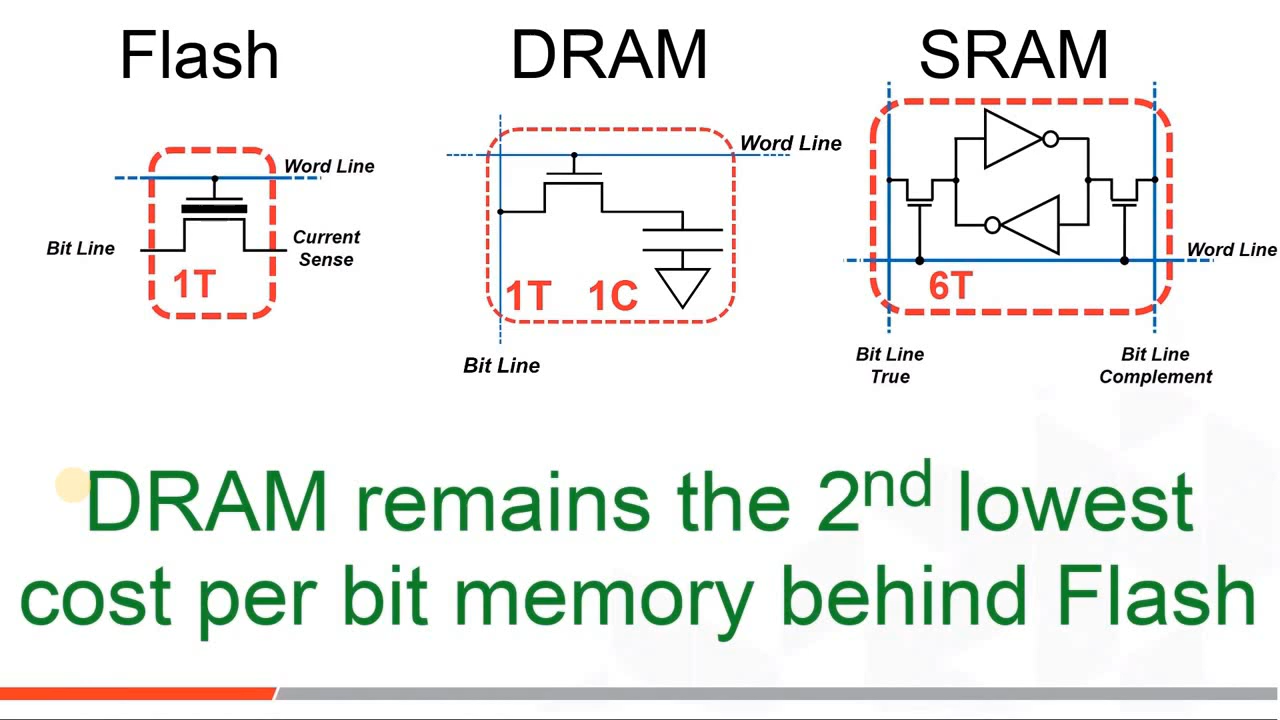 Flash
DRAM
SRAM
Word Line
Bit Line
Current
Sense
1T
Word Line
1T 1C
Bit Line
Word Line
6T
Bit Line
True
Bit Line
Complement
DRAM remains the 2nd lowest
cost per bit memory behind Flash